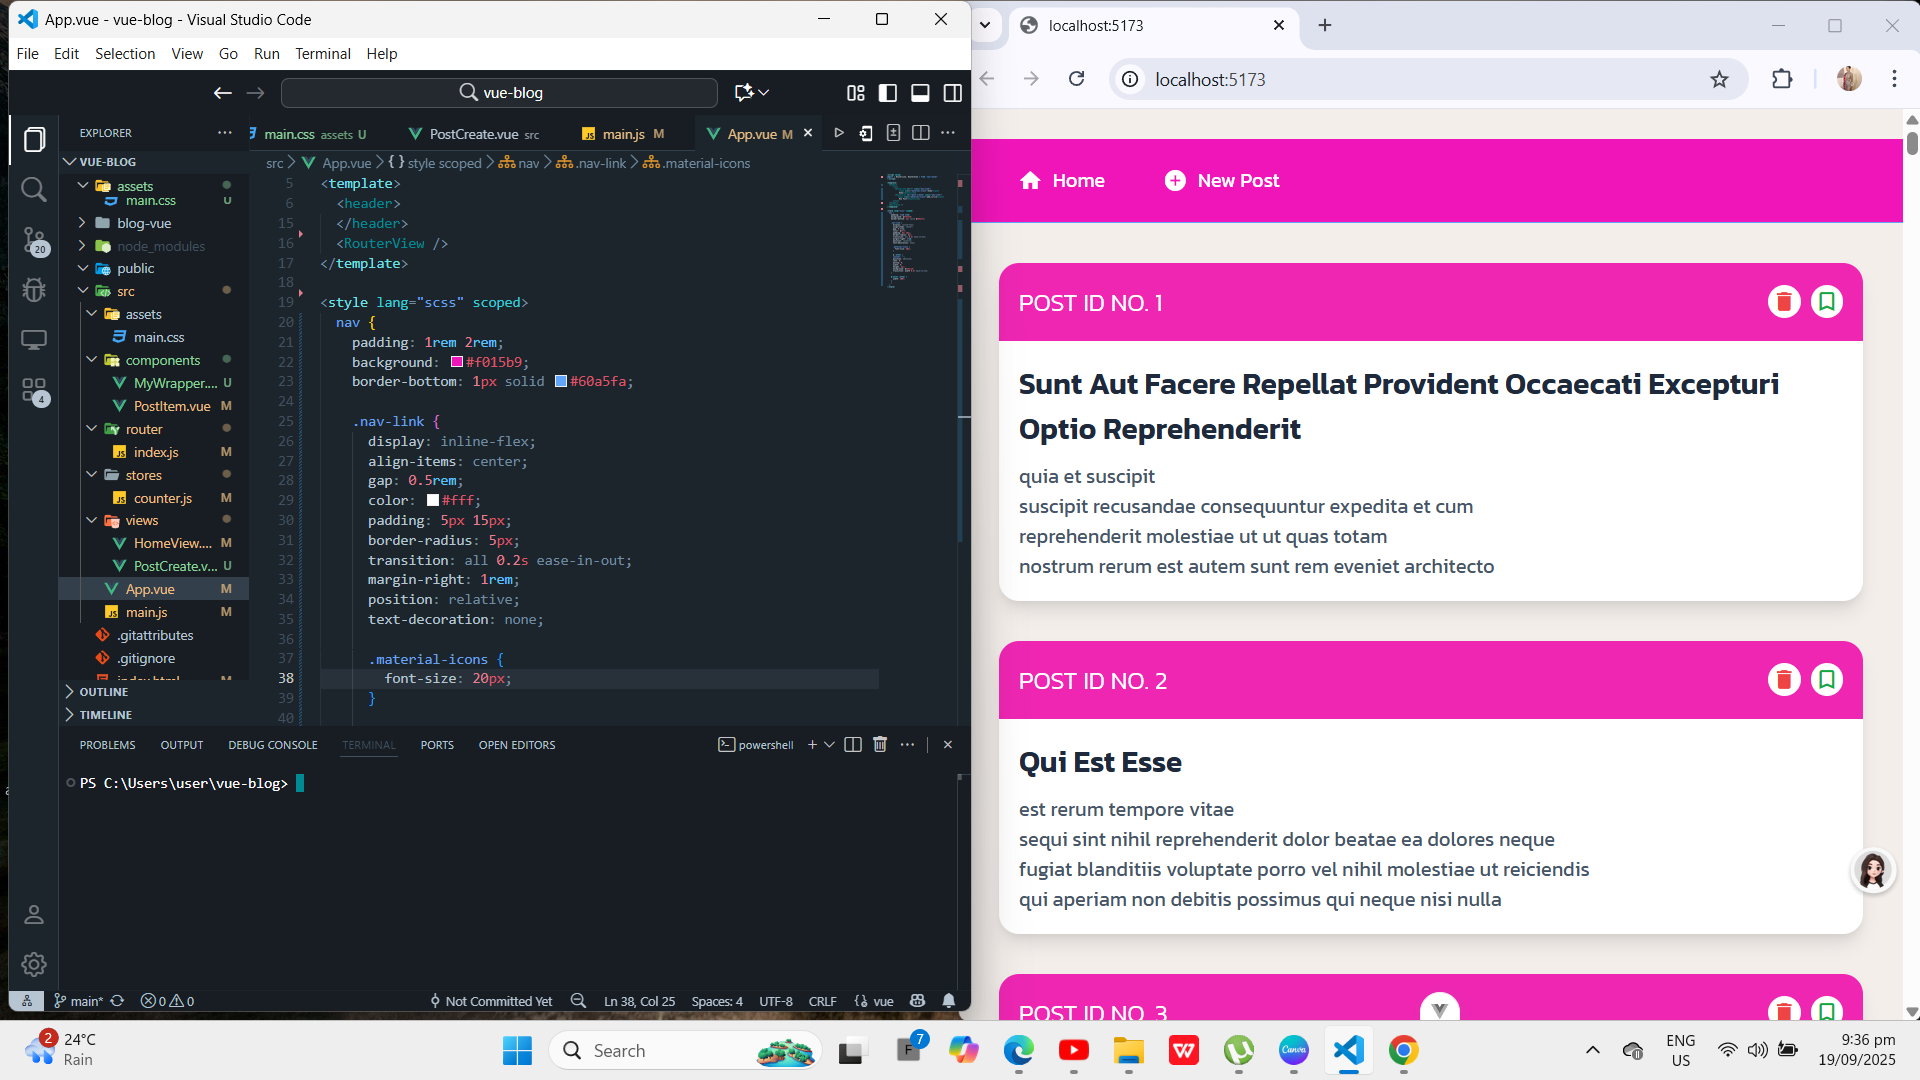 App.vue - vue-blog - Visual Studio Code
File Edit Selection View Go Run Terminal Help
vue-blog
EXPLORER
main.css assets U
PostCreate.vue src
main.js M
App.vue M
VUE-BLOG
src App.vue { } style scoped nav .nav-link .material-icons
assets
main.css U
blog-vue
node_modules
public
src
assets
main.css
components
MyWrapper.... U
PostItem.vue M
router
index.js M
stores
counter.js M
views
HomeView.... M
PostCreate.v... U
App.vue M
main.js M
.gitattributes
.gitignore
index.html M
OUTLINE
TIMELINE
20
4
5 <template>
6 <header>
15 </header>
16 <RouterView />
17 </template>
18
19 <style lang="scss" scoped>
20 nav {
21 padding: 1rem 2rem;
22 background: #f015b9;
23 border-bottom: 1px solid #60a5fa;
24
25 .nav-link {
26 display: inline-flex;
27 align-items: center;
28 gap: 0.5rem;
29 color: #fff;
30 padding: 5px 15px;
31 border-radius: 5px;
32 transition: all 0.2s ease-in-out;
33 margin-right: 1rem;
34 position: relative;
35 text-decoration: none;
36
37 .material-icons {
38 font-size: 20px;
39 }
40
PROBLEMS OUTPUT DEBUG CONSOLE TERMINAL PORTS OPEN EDITORS
powershell
PS C:\Users\user\vue-blog>
main* 0 0 Not Committed Yet Ln 38, Col 25 Spaces: 4 UTF-8 CRLF vue
localhost:5173
localhost:5173
Home New Post
POST ID NO. 1
Sunt Aut Facere Repellat Provident Occaecati Excepturi
Optio Reprehenderit
quia et suscipit
suscipit recusandae consequuntur expedita et cum
reprehenderit molestiae ut ut quas totam
nostrum rerum est autem sunt rem eveniet architecto
POST ID NO. 2
Qui Est Esse
est rerum tempore vitae
sequi sint nihil reprehenderit dolor beatae ea dolores neque
fugiat blanditiis voluptate porro vel nihil molestiae ut reiciendis
qui aperiam non debitis possimus qui neque nisi nulla
POST ID NO. 3
2
24°C
Rain
Search
F
7
W
Canva
ENG
US
9:36 pm
19/09/2025